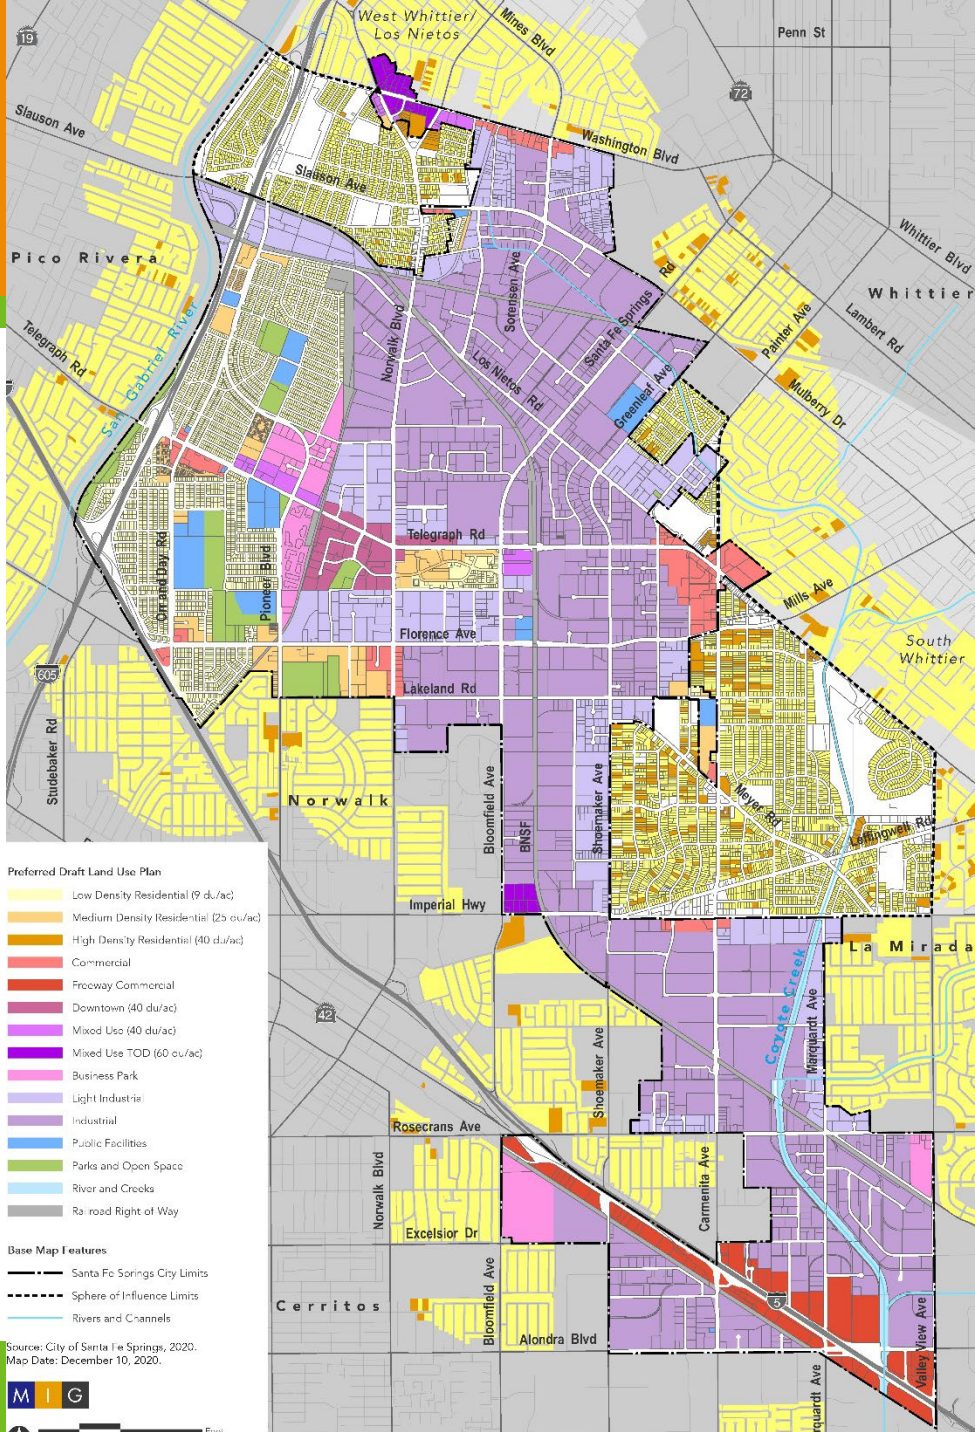 West Whittier/
Los Nietos
Mines Blvd
Penn St
19
72
Slauson Ave
Washington Blvd
Slauson Ave
Pico Rivera
Whittier Blvd
Whittier
Lambert Rd
Painter Ave
Mulberry Dr
Telegraph Rd
San Gabriel River
Norvalk Blvd
Sorensen Ave
Los Nietos Rd
Santa Fe Springs Rd
Greenleaf Ave
Telegraph Rd
Orr and Day Rd
Pioneer Blvd
Mills Ave
South
Whittier
Florence Ave
Lakeland Rd
605
Studebaker Rd
Norwalk
Bloomfield Ave
BNSF
Shoemaker Ave
Meyer Rd
Leffingwell Rd
Imperial Hwy
La Mirada
42
Coyote Creek
Marquardt Ave
Shoemaker Ave
Rosecrans Ave
Norwalk Blvd
Carmenita Ave
Excelsior Dr
Bloomfield Ave
Cerritos
5
Alondra Blvd
Valley View Ave
rquardt Ave
Preferred Draft Land Use Plan
Low Density Residential (9 du/ac)
Medium Density Residential (25 du/ac)
High Density Residential (40 du/ac)
Commercial
Freeway Commercial
Downtown (40 du/ac)
Mixed Use (40 du/ac)
Mixed Use TOD (60 du/ac)
Business Park
Light Industrial
Industrial
Public Facilities
Parks and Open Space
River and Creeks
Railroad Right of Way
Base Map Features
Santa Fe Springs City Limits
Sphere of Influence Limits
Rivers and Channels
Source: City of Santa Fe Springs, 2020.
Map Date: December 10, 2020.
M I G